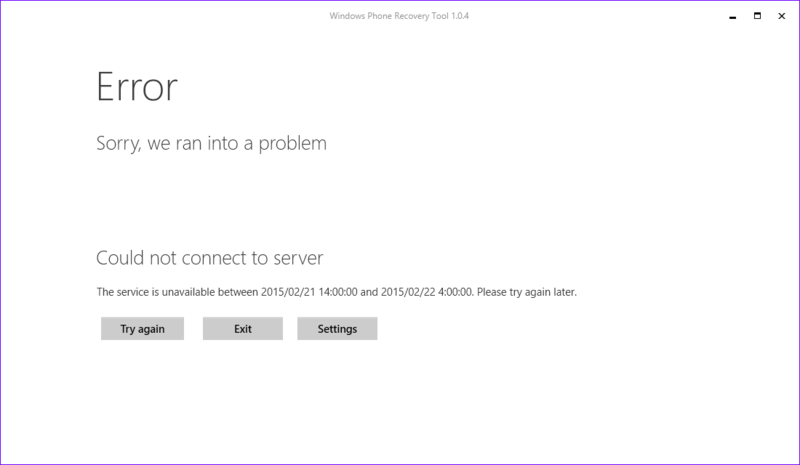 Windows Phone Recovery Tool 1.0.4
Error
Sorry, we ran into a problem
Could not connect to server
The service is unavailable between 2015/02/21 14:00:00 and 2015/02/22 4:00:00. Please try again later.
Try again Exit Settings